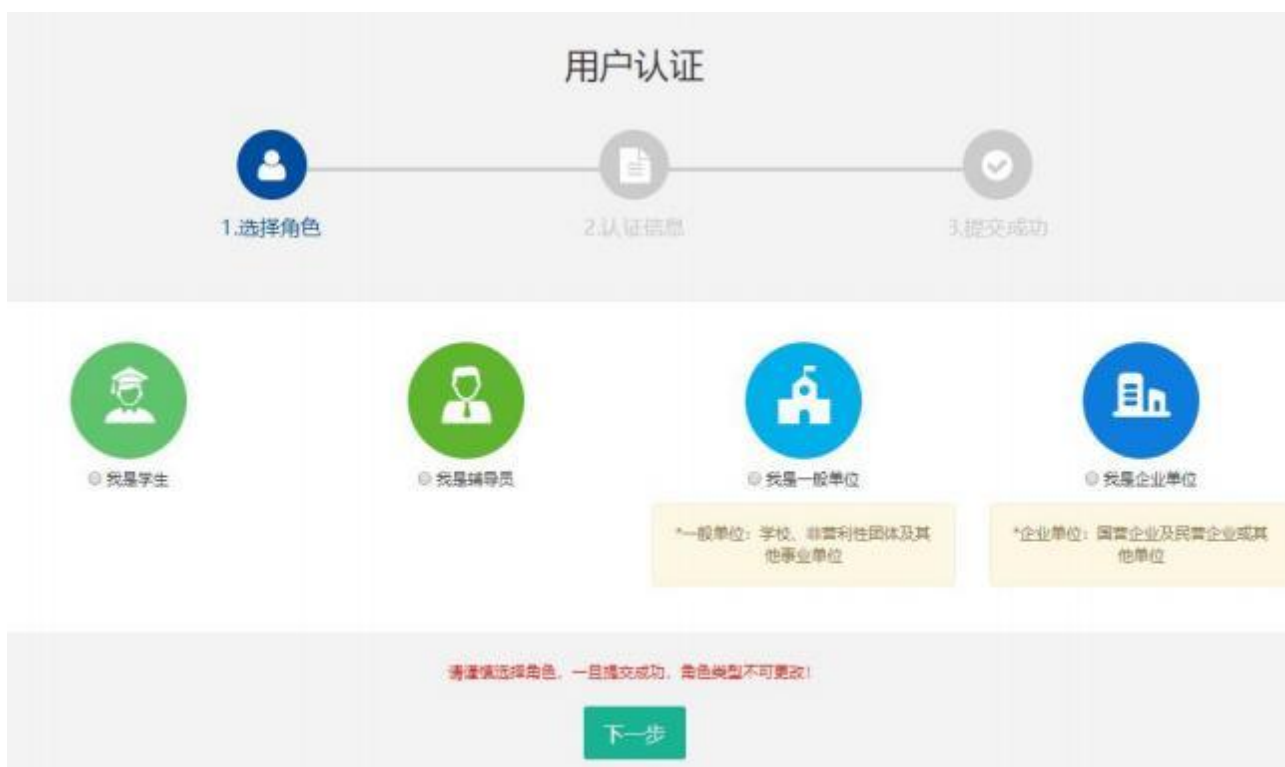 用户认证
1.选择角色
2.认证信息
3.提交成功
我是学生
我是辅导员
我是一般单位
我是企业单位
*一般单位：学校、非营利性团体及其
他事业单位
*企业单位：国营企业及民营企业或其
他单位
请谨慎选择角色，一旦提交成功，角色类型不可更改！
下一步